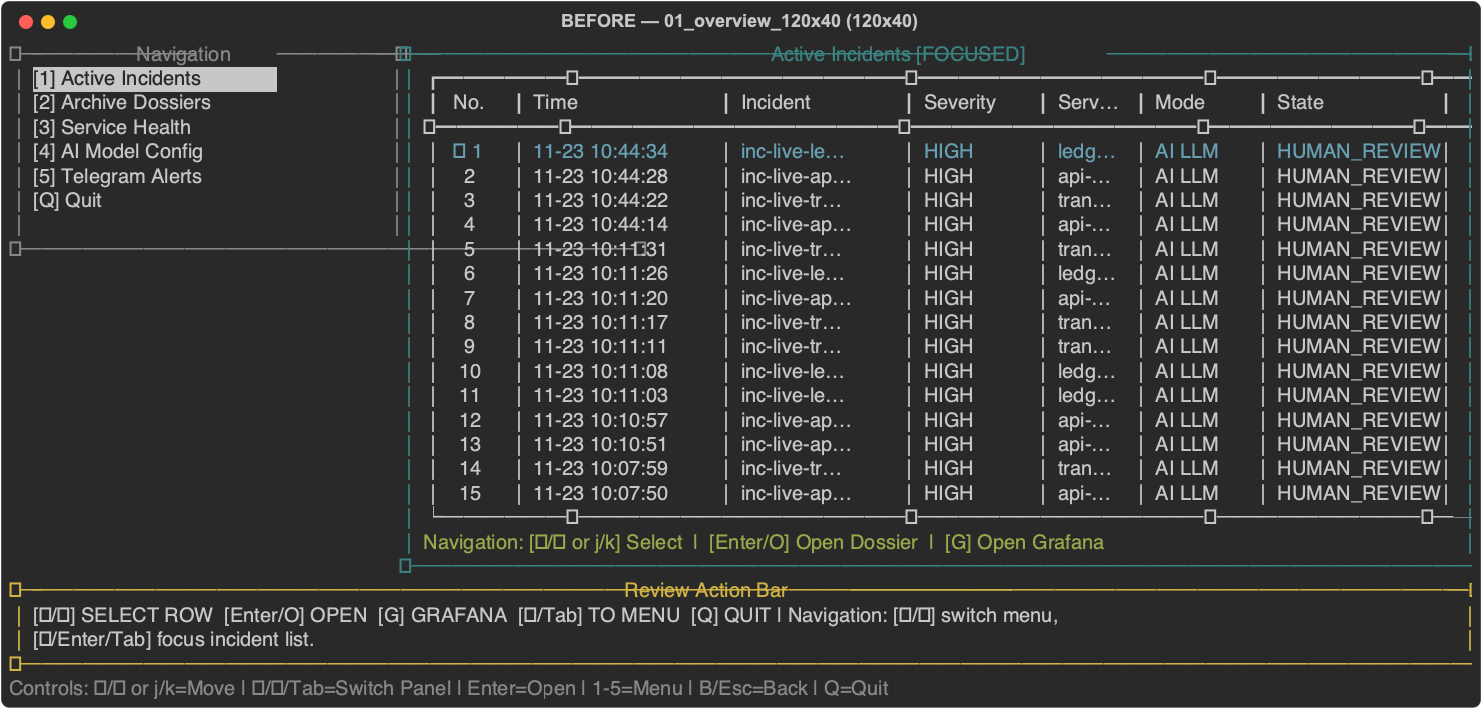 BEFORE — 01_overview_120x40 (120x40)
Navigation
Active Incidents [FOCUSED]
[1] Active Incidents
[2] Archive Dossiers
[3] Service Health
[4] AI Model Config
[5] Telegram Alerts
[Q] Quit
No. | Time | Incident | Severity | Serv… | Mode | State |
□ 1 | 11-23 10:44:34 | inc-live-le… | HIGH | ledg… | AI LLM | HUMAN_REVIEW|
2 | 11-23 10:44:28 | inc-live-ap… | HIGH | api-… | AI LLM | HUMAN_REVIEW|
3 | 11-23 10:44:22 | inc-live-tr… | HIGH | tran… | AI LLM | HUMAN_REVIEW|
4 | 11-23 10:44:14 | inc-live-ap… | HIGH | api-… | AI LLM | HUMAN_REVIEW|
5 | 11-23 10:11:31 | inc-live-tr… | HIGH | tran… | AI LLM | HUMAN_REVIEW|
6 | 11-23 10:11:26 | inc-live-le… | HIGH | ledg… | AI LLM | HUMAN_REVIEW|
7 | 11-23 10:11:20 | inc-live-ap… | HIGH | api-… | AI LLM | HUMAN_REVIEW|
8 | 11-23 10:11:17 | inc-live-tr… | HIGH | tran… | AI LLM | HUMAN_REVIEW|
9 | 11-23 10:11:11 | inc-live-tr… | HIGH | tran… | AI LLM | HUMAN_REVIEW|
10 | 11-23 10:11:08 | inc-live-le… | HIGH | ledg… | AI LLM | HUMAN_REVIEW|
11 | 11-23 10:11:03 | inc-live-le… | HIGH | ledg… | AI LLM | HUMAN_REVIEW|
12 | 11-23 10:10:57 | inc-live-ap… | HIGH | api-… | AI LLM | HUMAN_REVIEW|
13 | 11-23 10:10:51 | inc-live-ap… | HIGH | api-… | AI LLM | HUMAN_REVIEW|
14 | 11-23 10:07:59 | inc-live-tr… | HIGH | tran… | AI LLM | HUMAN_REVIEW|
15 | 11-23 10:07:50 | inc-live-ap… | HIGH | api-… | AI LLM | HUMAN_REVIEW|
Navigation: [□/□ or j/k] Select | [Enter/O] Open Dossier | [G] Open Grafana
Review Action Bar
[□/□] SELECT ROW [Enter/O] OPEN [G] GRAFANA [□/Tab] TO MENU [Q] QUIT | Navigation: [□/□] switch menu,
[□/Enter/Tab] focus incident list.
Controls: □/□ or j/k=Move | □/□/Tab=Switch Panel | Enter=Open | 1-5=Menu | B/Esc=Back | Q=Quit